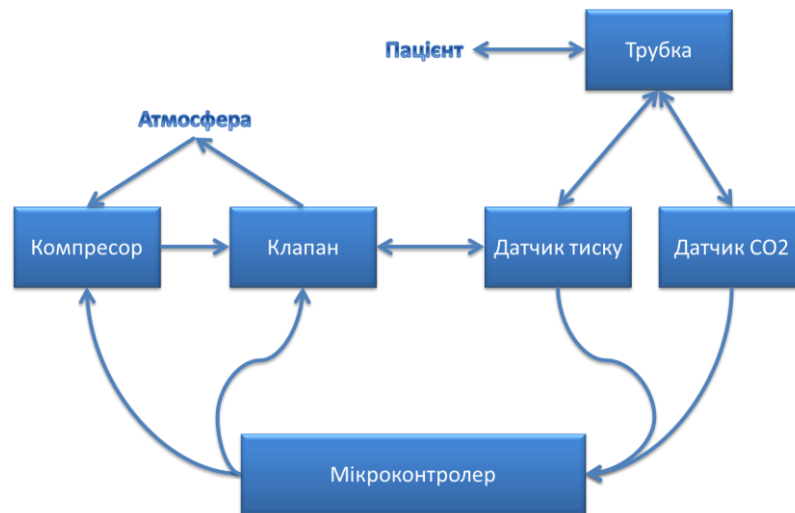 Пацієнт
Трубка
Атмосфера
Компресор
Клапан
Датчик тиску
Датчик СО2
Мікроконтролер